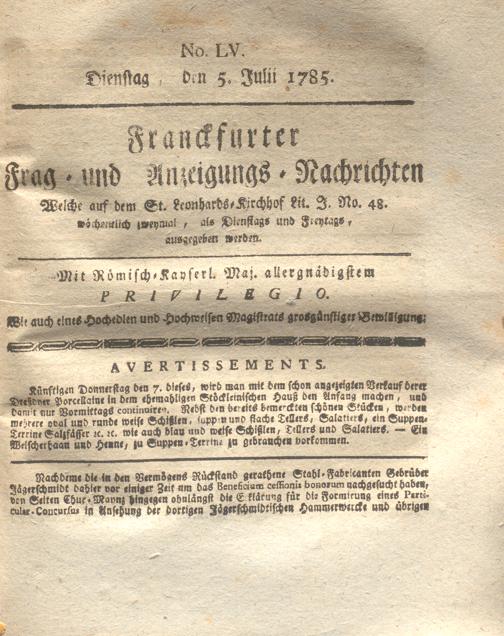 No. LV.
Dienstag, den 5. Julii 1785.
Franckfurter
Frag-und Anzeigungs-Nachrichten
Welche auf dem St. Leonhards-Kirchhof Lit. J. No. 48.
wöchentlich zweymal, als Dienstags und Freytags,
ausgegeben werden.
Mit Römisch-Kayserl. Maj. allergnädigstem
PRIVILEGIO.
Wie auch eines Hochedlen und Hochweisen Magistrats grosgünstiger Bewilligung:
AVERTISSEMENTS.
Künftigen Donnerstag den 7. dieses, wird man mit dem schon angezeigten Verkauf derer
Dreßdner Porcellaine in dem ehemahligen Stöckleinischen Hauß den Anfang machen, und
damit nur Vormittags continuiren. Nebst den bereits bemerckten schönen Stücken, werden
mehrere oval und runde weise Schißlen, suppen und flache Tellers, Salatiers, ein Suppen-
Terrine Salzfässer ꝛc. ꝛc. wie auch blau und weise Schißlen, Tellers und Salatiers. — Ein
Welscherhaan und Henne, zu Suppen-Terrine zu gebrauchen vorkommen.
Nachdeme die in den Vermögens Rückstand gerathene Stahl-Fabricanten Gebrüder
Jägerschmidt dahier vor einiger Zeit um das Beneficium cessionis bonorum nachgesucht haben,
von Seiten Chur-Maynz hingegen ohnlängst die Erklärung für die Formirung eines Parti-
cular-Concursus in Ansehung der dortigen Jägerschmidtischen Hammerwercke und übrigen